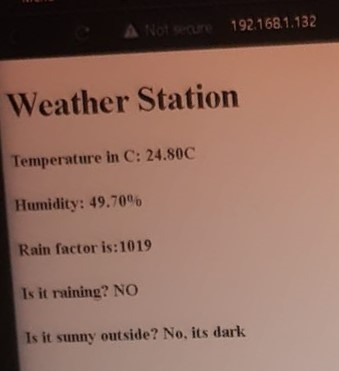 Not secure 192.168.1.132
Weather Station
Temperature in C: 24.80C
Humidity: 49.70%
Rain factor is:1019
Is it raining? NO
Is it sunny outside? No, its dark